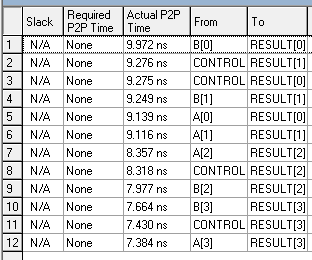 Slack Required P2P Time Actual P2P Time From To
1 N/A None 9.972 ns B[0] RESULT[0]
2 N/A None 9.276 ns CONTROL RESULT[1]
3 N/A None 9.275 ns CONTROL RESULT[0]
4 N/A None 9.249 ns B[1] RESULT[1]
5 N/A None 9.139 ns A[0] RESULT[0]
6 N/A None 9.116 ns A[1] RESULT[1]
7 N/A None 8.357 ns A[2] RESULT[2]
8 N/A None 8.318 ns CONTROL RESULT[2]
9 N/A None 7.977 ns B[2] RESULT[2]
10 N/A None 7.664 ns B[3] RESULT[3]
11 N/A None 7.430 ns CONTROL RESULT[3]
12 N/A None 7.384 ns A[3] RESULT[3]